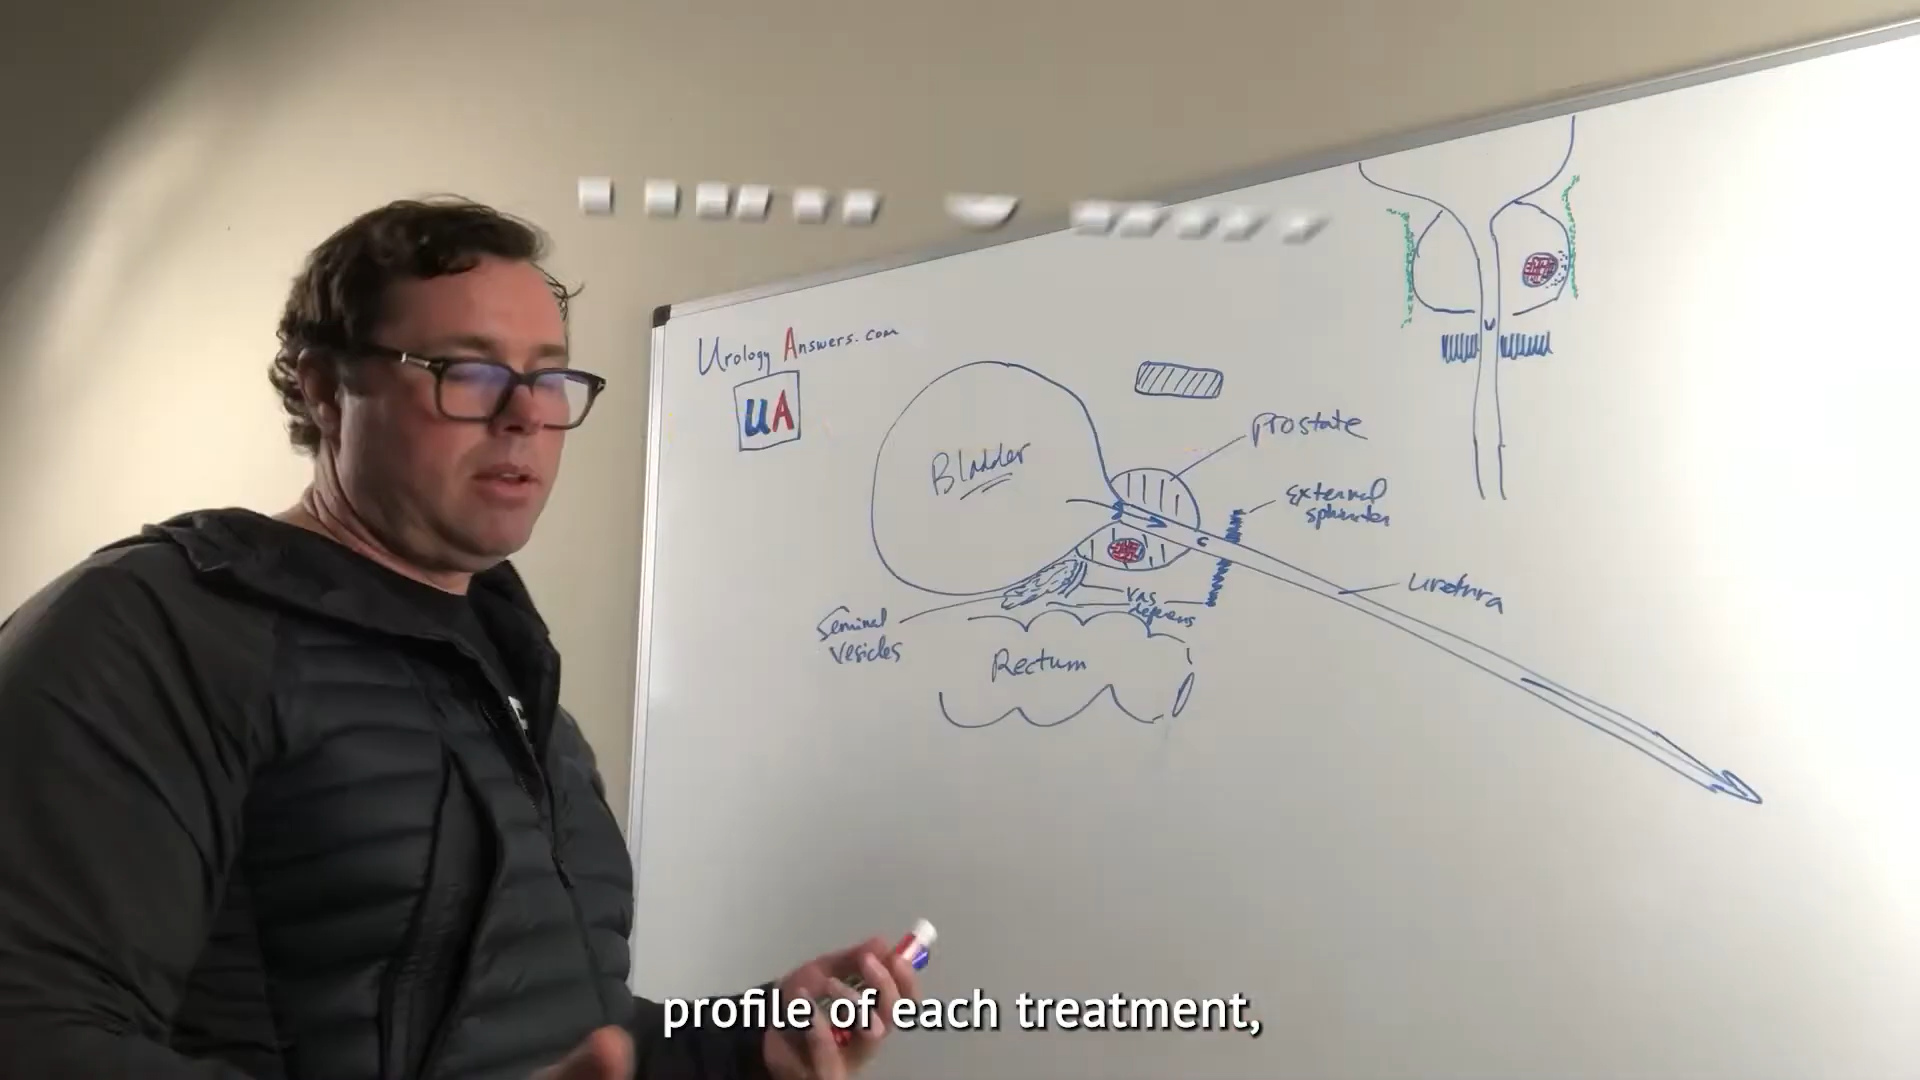 Urology Answers.com
UA
Bladder
prostate
external
sphincter
urethra
vas
deferens
Seminal
vesicles
Rectum
profile of each treatment,